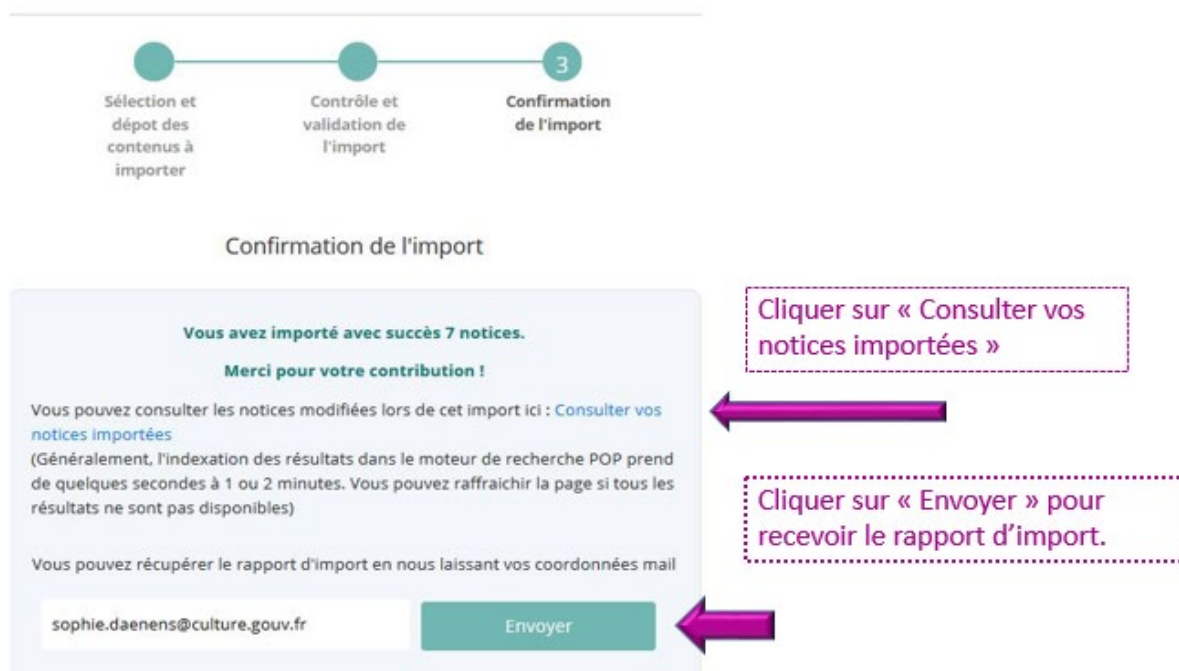 3
Sélection et
dépot des
contenus à
importer
Contrôle et
validation de
l'import
Confirmation
de l'import
Confirmation de l'import
Vous avez importé avec succès 7 notices.
Merci pour votre contribution !
Vous pouvez consulter les notices modifiées lors de cet import ici : Consulter vos
notices importées
(Généralement, l'indexation des résultats dans le moteur de recherche POP prend
de quelques secondes à 1 ou 2 minutes. Vous pouvez raffraichir la page si tous les
résultats ne sont pas disponibles)
Vous pouvez récupérer le rapport d'import en nous laissant vos coordonnées mail
sophie.daenens@culture.gouv.fr
Envoyer
Cliquer sur « Consulter vos
notices importées »
Cliquer sur « Envoyer » pour
recevoir le rapport d’import.